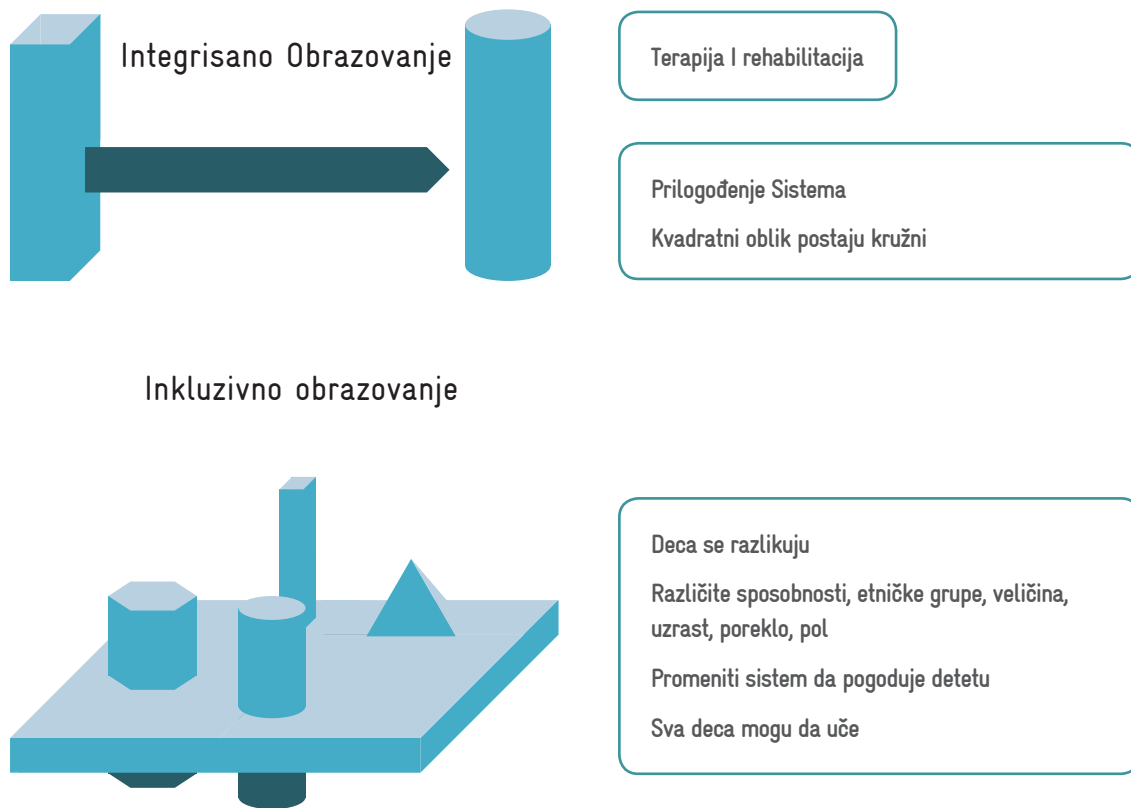 Integrisano Obrazovanje
Terapija I rehabilitacija
Prilogođenje Sistema
Kvadratni oblik postaju kružni
Inkluzivno obrazovanje
Deca se razlikuju
Različite sposobnosti, etničke grupe, veličina,
uzrast, poreklo, pol
Promeniti sistem da pogoduje detetu
Sva deca mogu da uče